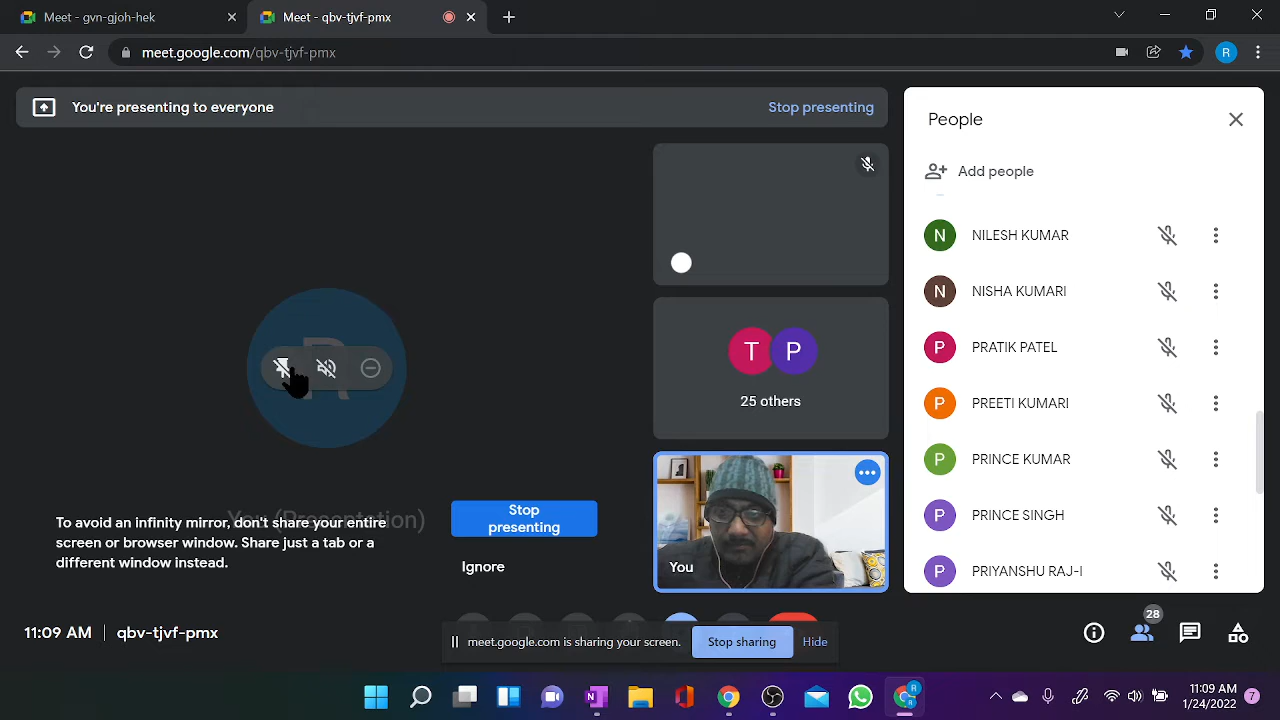 Meet - gvn-gjoh-hek
Meet - qbv-tjvf-pmx
meet.google.com/qbv-tjvf-pmx
R
You're presenting to everyone
Stop presenting
People
Add people
N
NILESH KUMAR
N
NISHA KUMARI
P
PRATIK PATEL
P
PREETI KUMARI
P
PRINCE KUMAR
P
PRINCE SINGH
P
PRIYANSHU RAJ-I
R
T
P
25 others
You
You (Presentation)
To avoid an infinity mirror, don't share your entire
screen or browser window. Share just a tab or a
different window instead.
Stop
presenting
Ignore
11:09 AM
qbv-tjvf-pmx
meet.google.com is sharing your screen.
Stop sharing
Hide
28
R
11:09 AM
1/24/2022
7